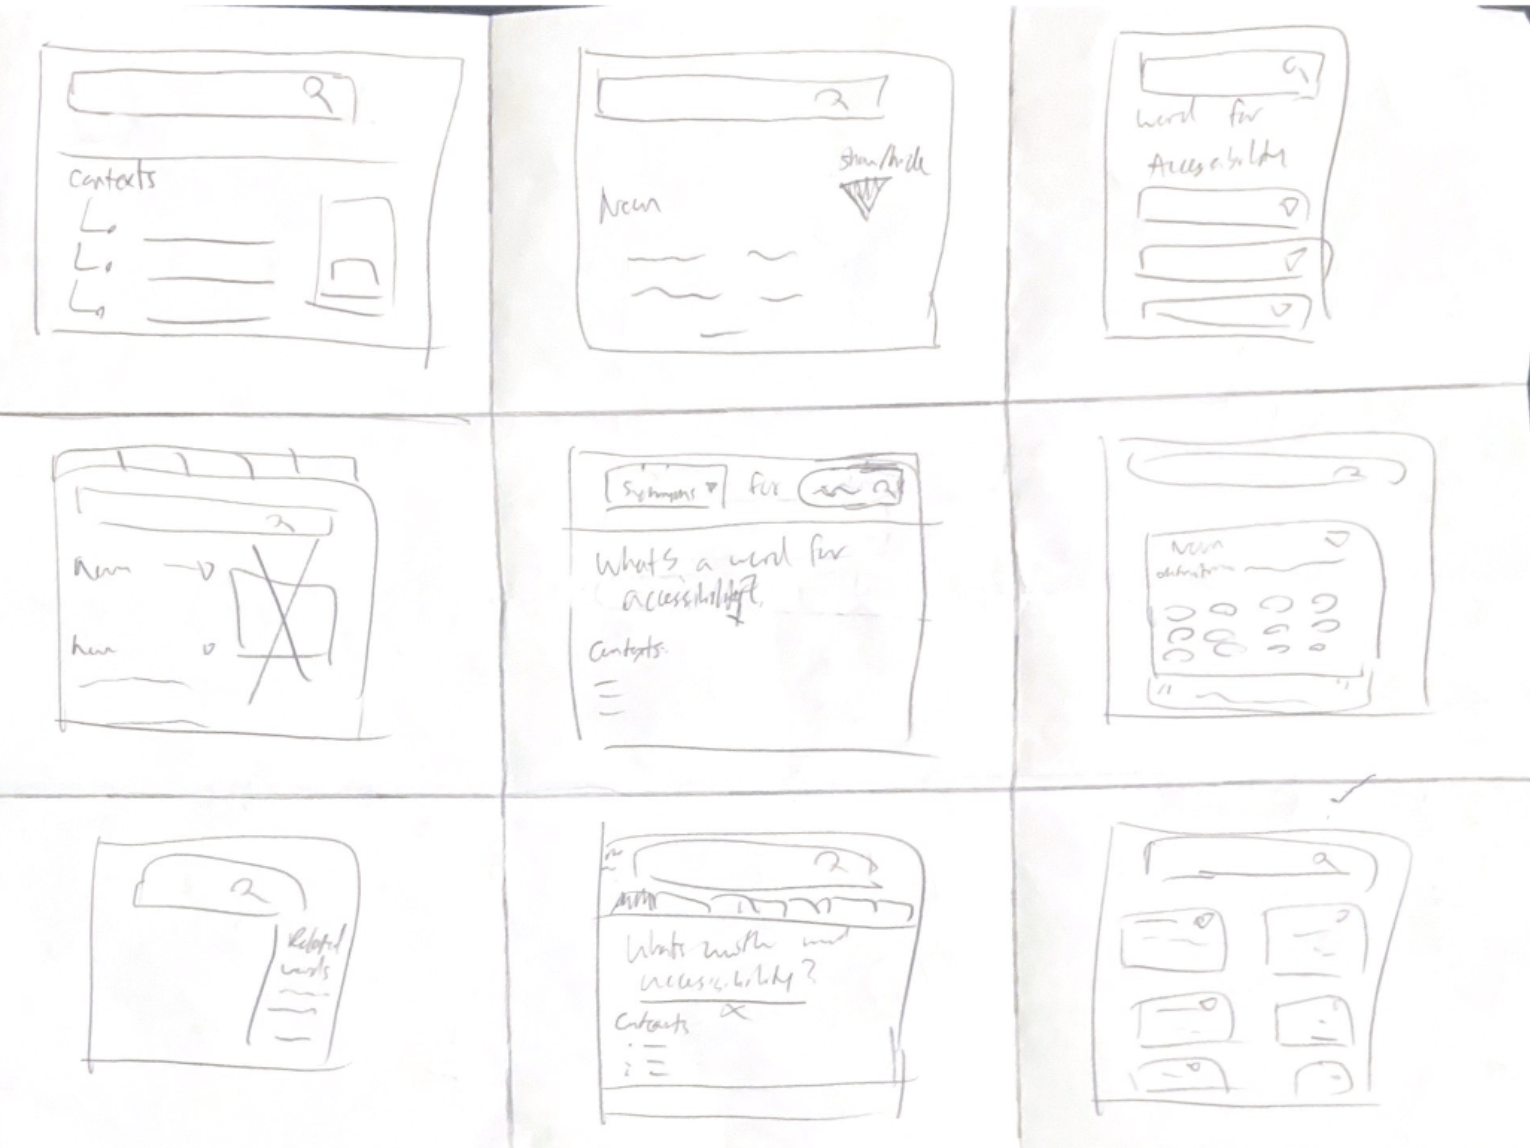 Contexts
show/hide
Noun
word for
Accessibility
Noun
Noun
Synonyms for
What's a word for
accessibility?
Contexts:
Noun
definition
" "
Related
words
What's another word
accessibility?
Contexts